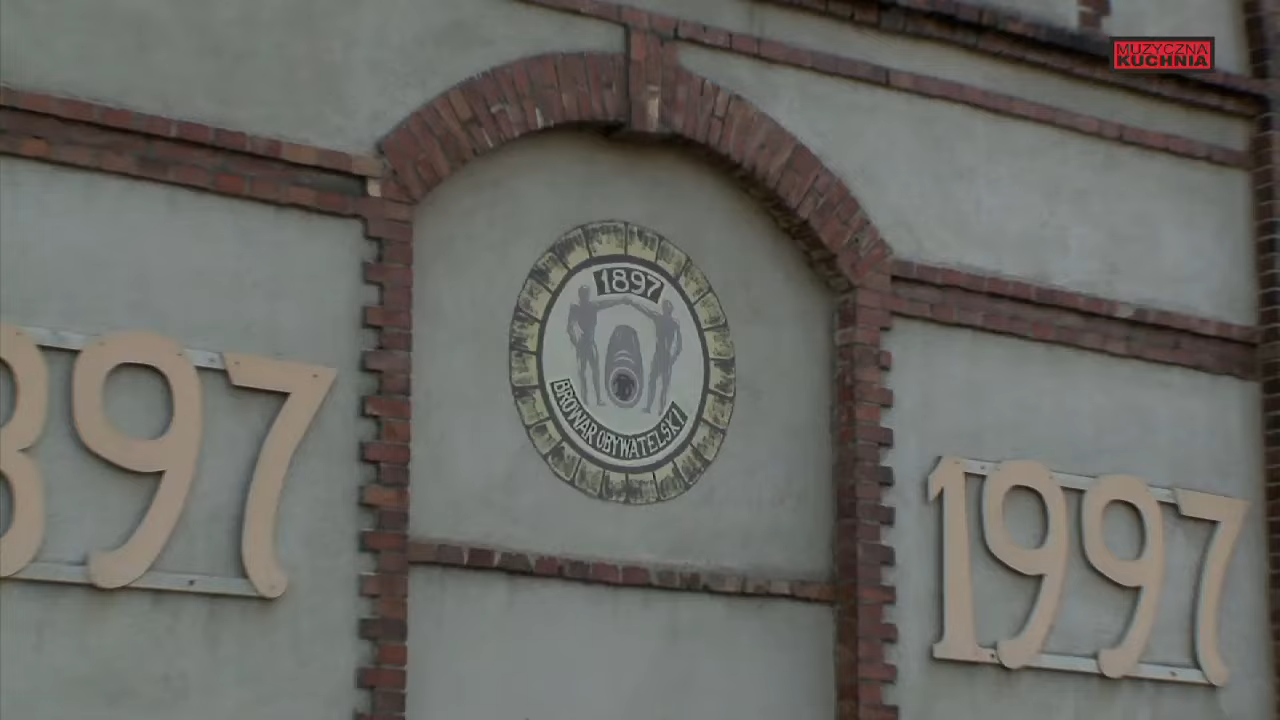 MUZYCZNA
KUCHNIA
1897
BROWAR OBYWATELSKI
897
1997